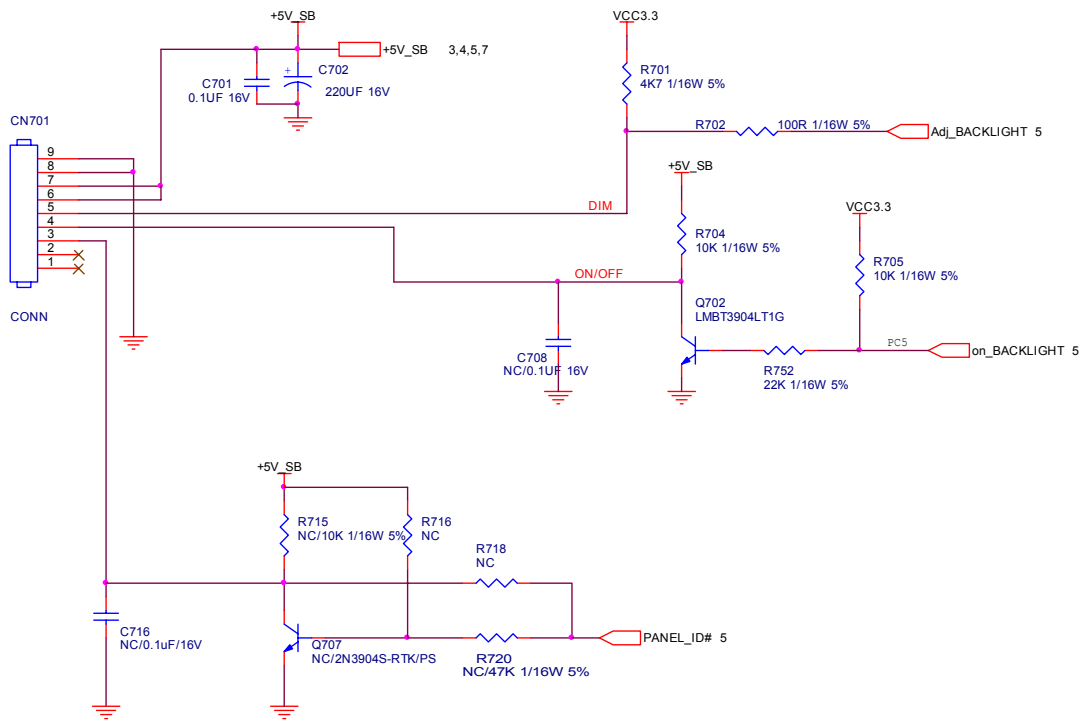 +5V_SB
+5V_SB 3,4,5,7
C701
0.1UF 16V
C702
+
220UF 16V
VCC3.3
R701
4K7 1/16W 5%
R702
100R 1/16W 5%
Adj_BACKLIGHT 5
CN701
9
8
7
6
5
4
3
2
1
CONN
DIM
+5V_SB
R704
10K 1/16W 5%
VCC3.3
R705
10K 1/16W 5%
ON/OFF
Q702
LMBT3904LT1G
C708
NC/0.1UF 16V
PC5
on_BACKLIGHT 5
R752
22K 1/16W 5%
+5V_SB
R715
NC/10K 1/16W 5%
R716
NC
R718
NC
C716
NC/0.1uF/16V
Q707
NC/2N3904S-RTK/PS
R720
NC/47K 1/16W 5%
PANEL_ID# 5